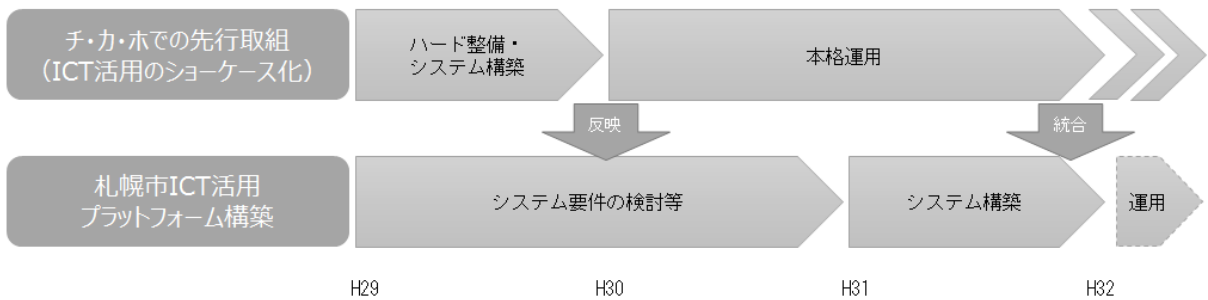 チ・カ・ホでの先行取組
（ICT活用のショーケース化）
ハード整備・
システム構築
本格運用
反映
統合
札幌市ICT活用
プラットフォーム構築
システム要件の検討等
システム構築
運用
H29
H30
H31
H32